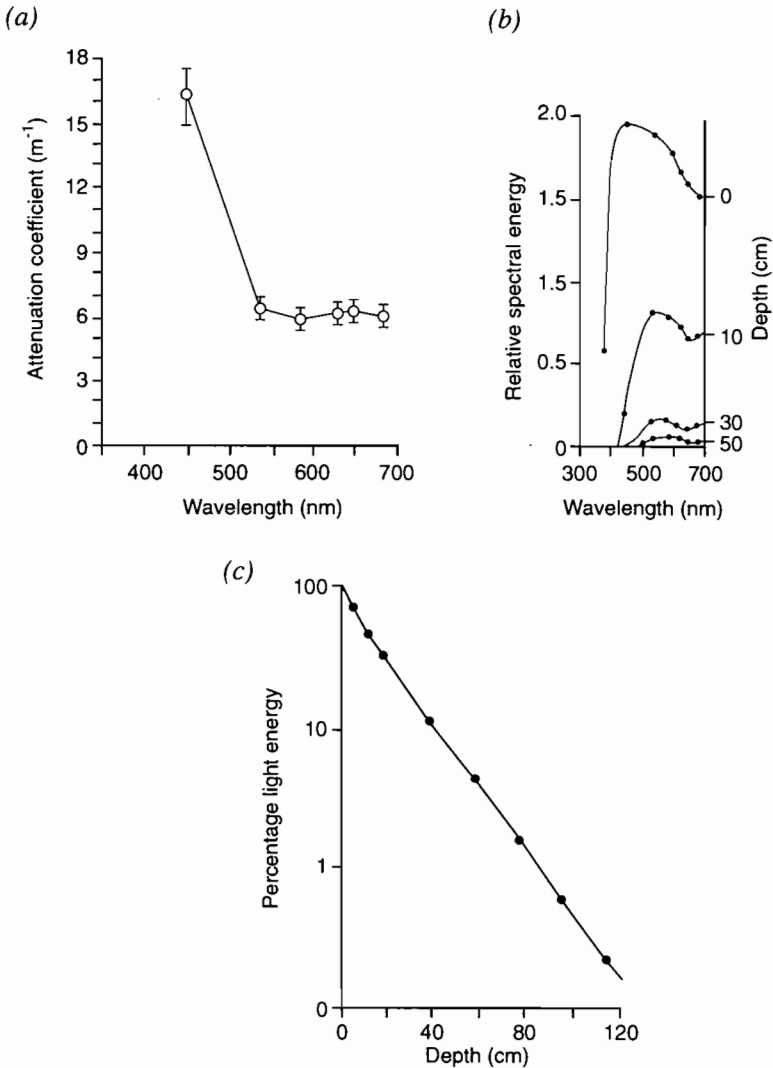 (a)
18
15
12
9
6
3
0
Attenuation coefficient (m⁻¹)
400 500 600 700
Wavelength (nm)
(b)
2.0
1.5
1.5
0.5
0
Relative spectral energy
0
10
30
50
Depth (cm)
300 500 700
Wavelength (nm)
(c)
100
10
1
0
Percentage light energy
0 40 80 120
Depth (cm)